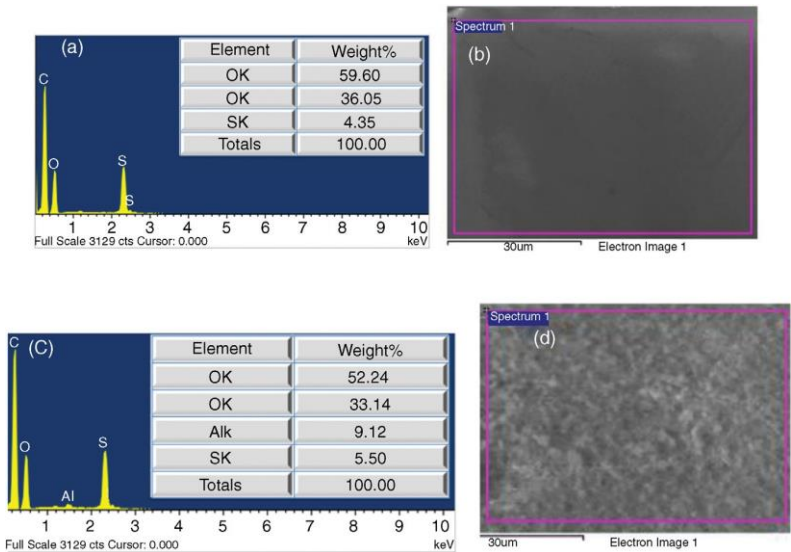 (a)
Element Weight%
OK 59.60
OK 36.05
SK 4.35
Totals 100.00
C
O
S
S
1 2 3 4 5 6 7 8 9 10
Full Scale 3129 cts Cursor: 0.000 keV
Spectrum 1
(b)
30um Electron Image 1
(C)
Element Weight%
OK 52.24
OK 33.14
Alk 9.12
SK 5.50
Totals 100.00
C
O
Al
S
1 2 3 4 5 6 7 8 9 10
Full Scale 3129 cts Cursor: 0.000 keV
Spectrum 1
(d)
30um Electron Image 1